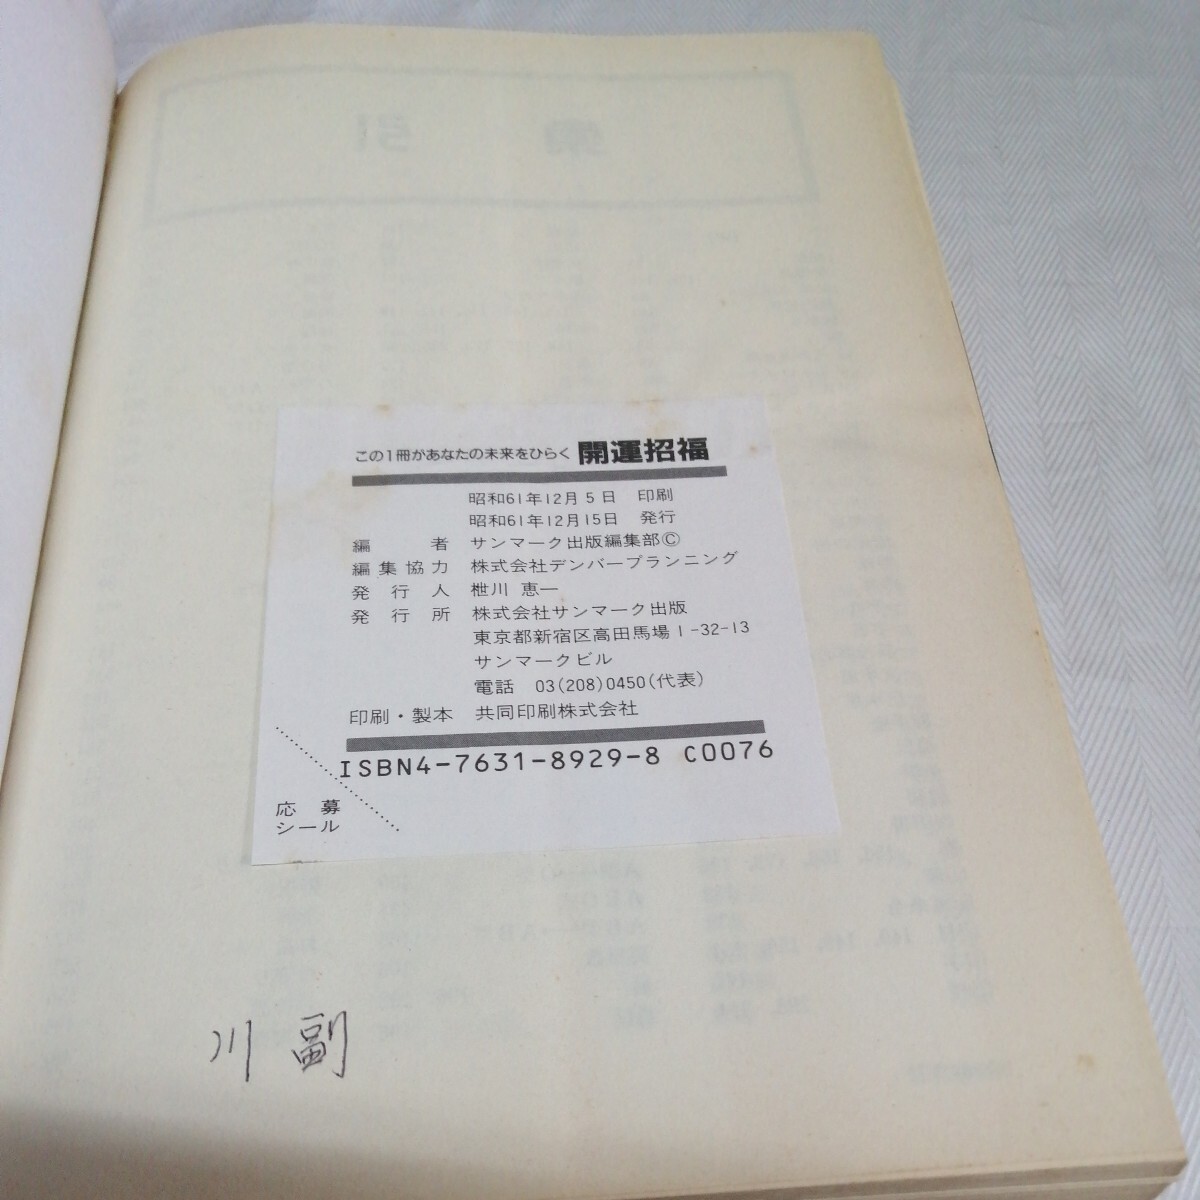 この1冊があなたの未来をひらく 開運招福
昭和61年12月5日 印刷
昭和61年12月15日 発行
編者 サンマーク出版編集部©
編集協力 株式会社デンバープランニング
発行人 枻川 恵一
発行所 株式会社サンマーク出版
東京都新宿区高田馬場1-32-13
サンマークビル
電話 03(208)0450(代表)
印刷・製本 共同印刷株式会社
ISBN4-7631-8929-8 C0076
応募
シール
川副